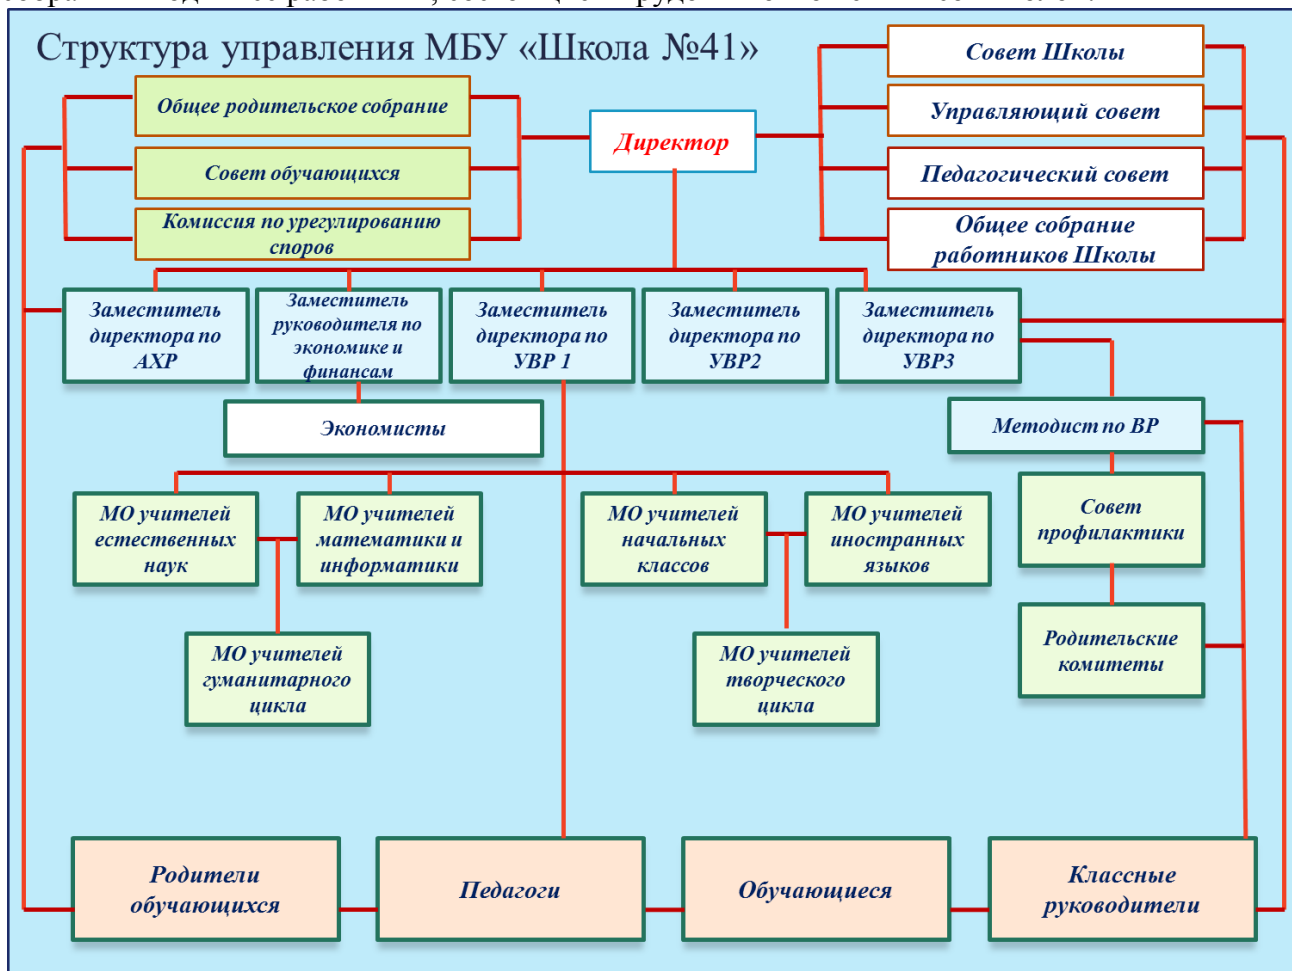 Структура управления МБУ «Школа №41»
Общее родительское собрание
Совет обучающихся
Комиссия по урегулированию
споров
Директор
Совет Школы
Управляющий совет
Педагогический совет
Общее собрание
работников Школы
Заместитель
директора по
АХР
Заместитель
руководителя по
экономике и
финансам
Заместитель
директора по
УВР 1
Заместитель
директора по
УВР2
Заместитель
директора по
УВР3
Экономисты
Методист по ВР
МО учителей
естественных
наук
МО учителей
математики и
информатики
МО учителей
начальных
классов
МО учителей
иностранных
языков
Совет
профилактики
МО учителей
гуманитарного
цикла
МО учителей
творческого
цикла
Родительские
комитеты
Родители
обучающихся
Педагоги
Обучающиеся
Классные
руководители